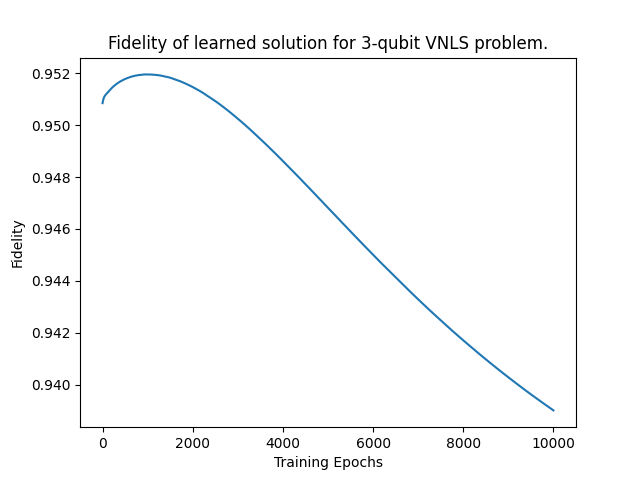 Fidelity of learned solution for 3-qubit VNLS problem.
0.952
0.950
0.948
0.946
0.944
0.942
0.940
Fidelity
0 2000 4000 6000 8000 10000
Training Epochs